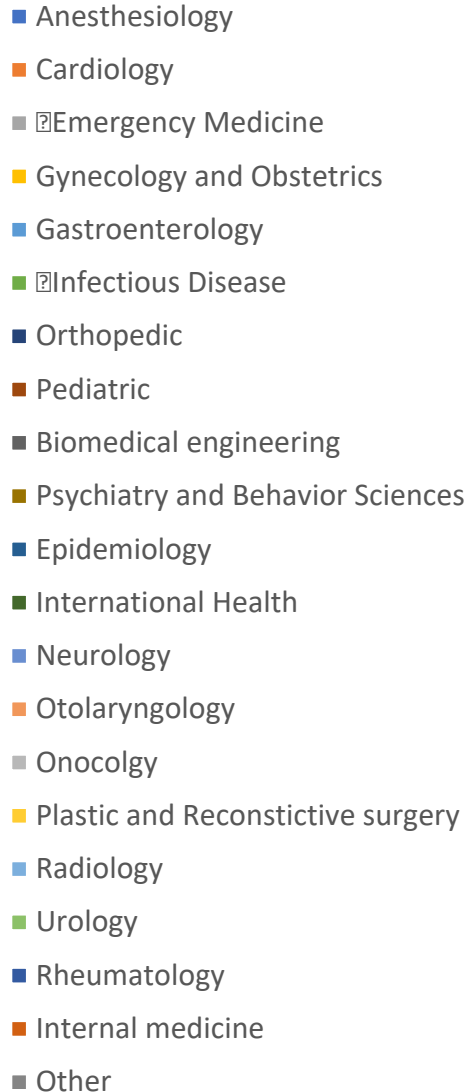 Anesthesiology
Cardiology
⍰Emergency Medicine
Gynecology and Obstetrics
Gastroenterology
⍰Infectious Disease
Orthopedic
Pediatric
Biomedical engineering
Psychiatry and Behavior Sciences
Epidemiology
International Health
Neurology
Otolaryngology
Onocolgy
Plastic and Reconstictive surgery
Radiology
Urology
Rheumatology
Internal medicine
Other